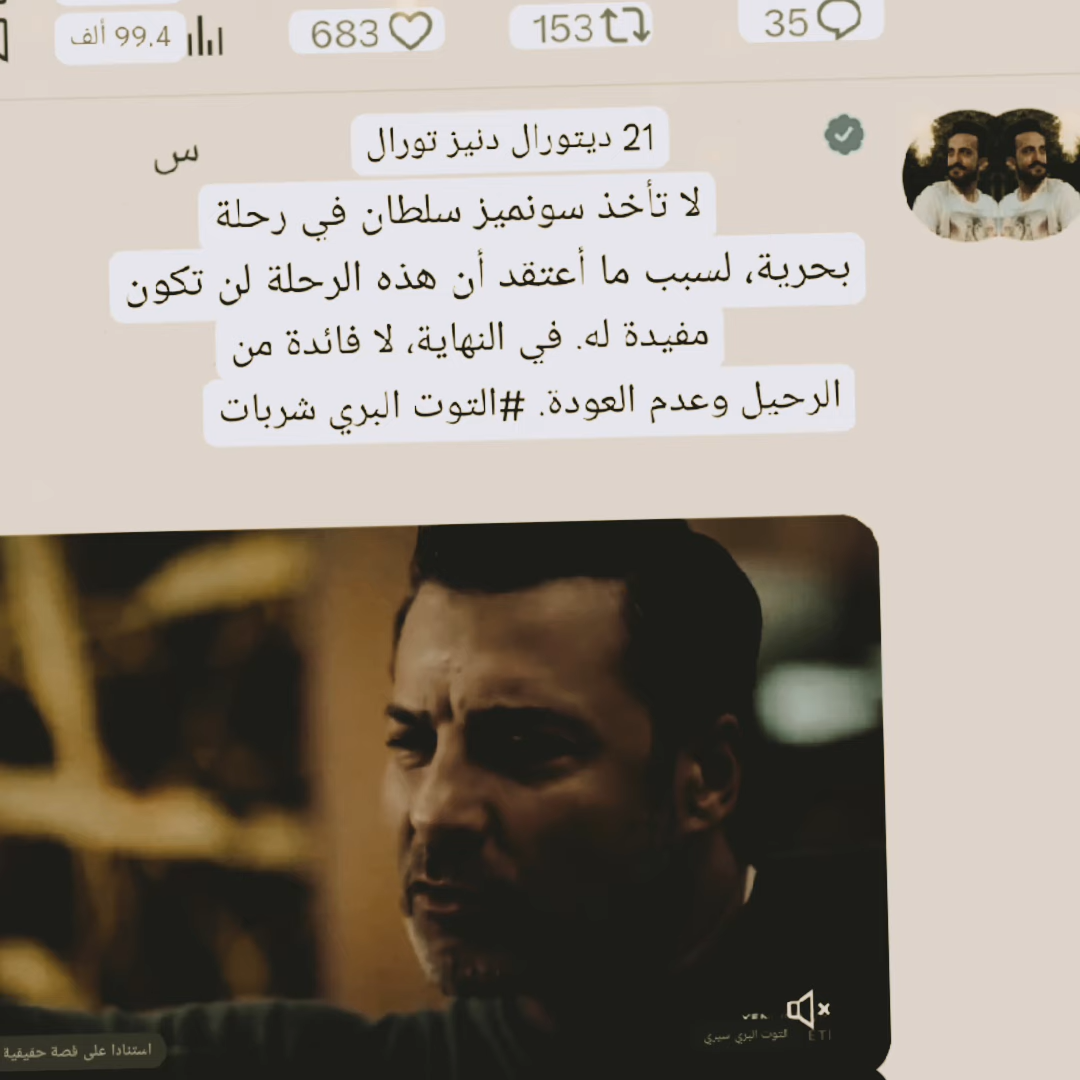 35 153 683 99.4 ألف
21 ديتورال دنيز تورال
س
لا تأخذ سونميز سلطان في رحلة
بحرية، لسبب ما أعتقد أن هذه الرحلة لن تكون
مفيدة له. في النهاية، لا فائدة من
الرحيل وعدم العودة. #التوت البري شربات
التوت البري سيري
استنادا على قصة حقيقية